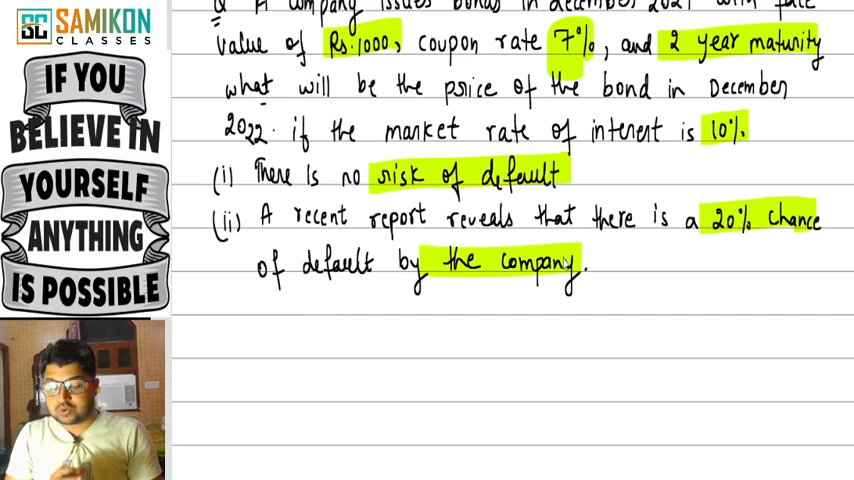 SC SAMIKON
CLASSES
IF YOU
BELIEVE IN
YOURSELF
ANYTHING
IS POSSIBLE
Q A company issues bonds in december 2021 with face
value of Rs.1000, coupon rate 7%, and 2 year maturity
what will be the price of the bond in December
2022. if the market rate of interest is 10%.
(i) There is no risk of default
(ii) A recent report reveals that there is a 20% chance
of default by the company.